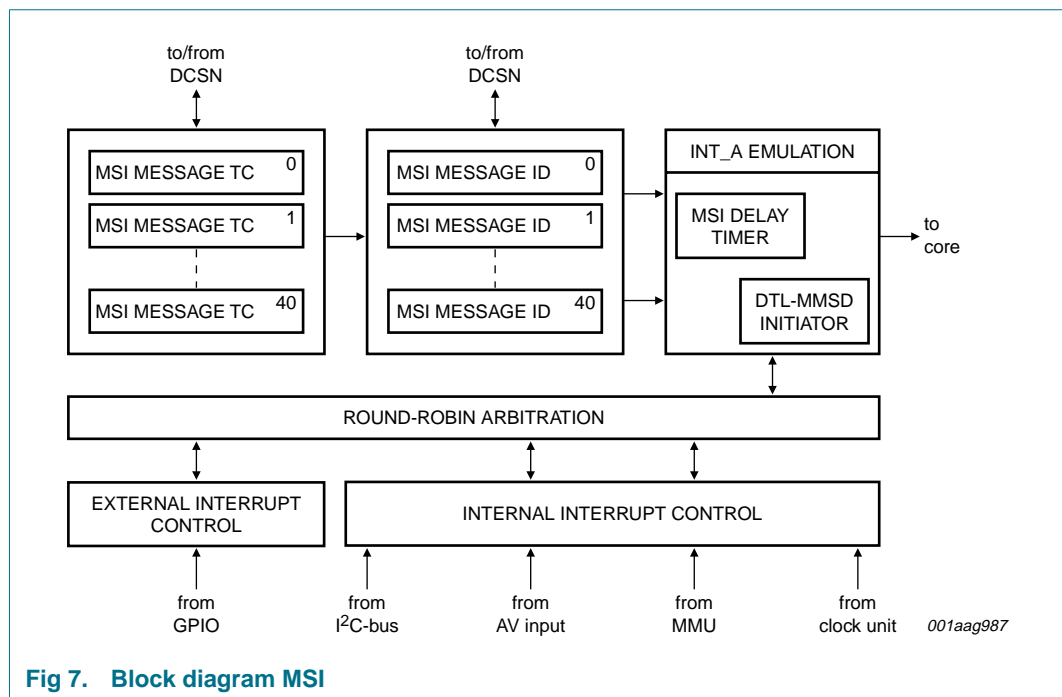 to/from
DCSN
to/from
DCSN
MSI MESSAGE TC 0
MSI MESSAGE TC 1
MSI MESSAGE TC 40
MSI MESSAGE ID 0
MSI MESSAGE ID 1
MSI MESSAGE ID 40
INT_A EMULATION
MSI DELAY
TIMER
DTL-MMSD
INITIATOR
to
core
ROUND-ROBIN ARBITRATION
EXTERNAL INTERRUPT
CONTROL
INTERNAL INTERRUPT CONTROL
from
GPIO
from
I²C-bus
from
AV input
from
MMU
from
clock unit
001aag987
Fig 7. Block diagram MSI